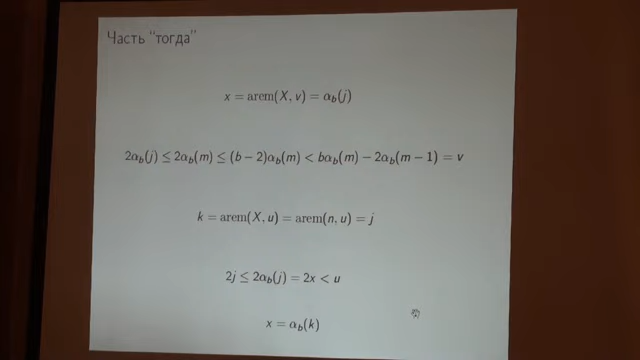 Часть “тогда”
x = arem(X, v) = α_b(j)
2α_b(j) ≤ 2α_b(m) ≤ (b − 2)α_b(m) < bα_b(m) − 2α_b(m − 1) = v
k = arem(X, u) = arem(n, u) = j
2j ≤ 2α_b(j) = 2x < u
x = α_b(k)